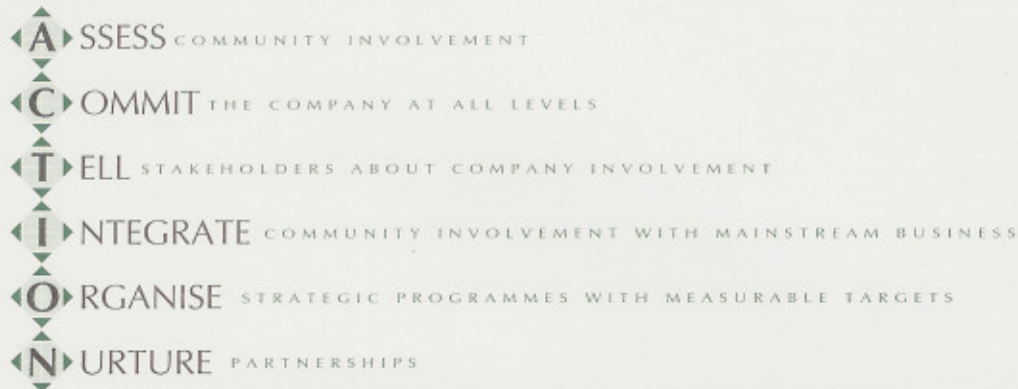 ASSESS COMMUNITY INVOLVEMENT
COMMIT THE COMPANY AT ALL LEVELS
TELL STAKEHOLDERS ABOUT COMPANY INVOLVEMENT
INTEGRATE COMMUNITY INVOLVEMENT WITH MAINSTREAM BUSINESS
ORGANISE STRATEGIC PROGRAMMES WITH MEASURABLE TARGETS
NURTURE PARTNERSHIPS